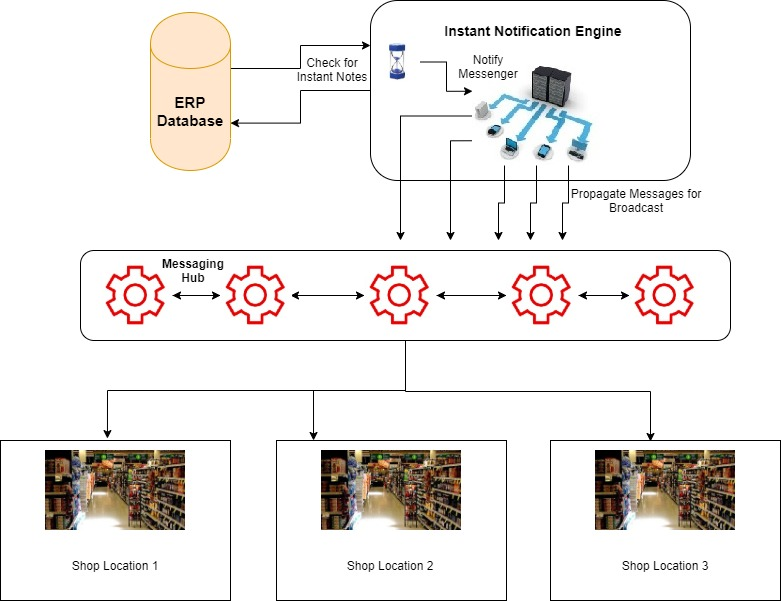 Instant Notification Engine
Notify
Messenger
Check for
Instant Notes
ERP
Database
Propagate Messages for
Broadcast
Messaging
Hub
Shop Location 1
Shop Location 2
Shop Location 3